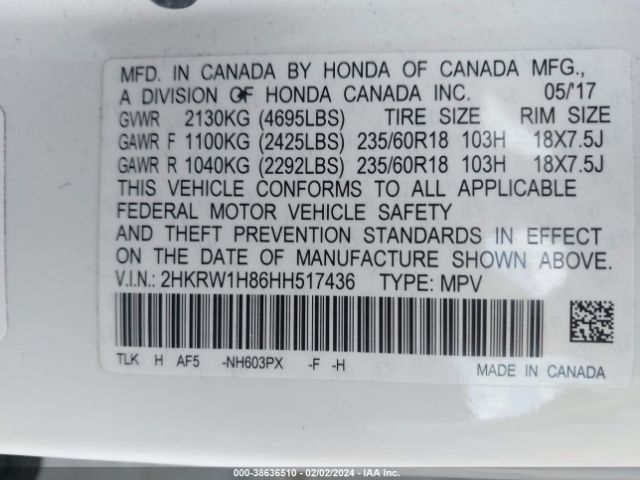 MFD. IN CANADA BY HONDA OF CANADA MFG.,
A DIVISION OF HONDA CANADA INC. 05/'17
GVWR 2130KG (4695LBS) TIRE SIZE RIM SIZE
GAWR F 1100KG (2425LBS) 235/60R18 103H 18X7.5J
GAWR R 1040KG (2292LBS) 235/60R18 103H 18X7.5J
THIS VEHICLE CONFORMS TO ALL APPLICABLE
FEDERAL MOTOR VEHICLE SAFETY
AND THEFT PREVENTION STANDARDS IN EFFECT
ON THE DATE OF MANUFACTURE SHOWN ABOVE.
V.I.N.: 2HKRW1H86HH517436 TYPE: MPV
TLK H AF5 -NH603PX -F -H
MADE IN CANADA
000-38636510 - 02/02/2024 - IAA Inc.